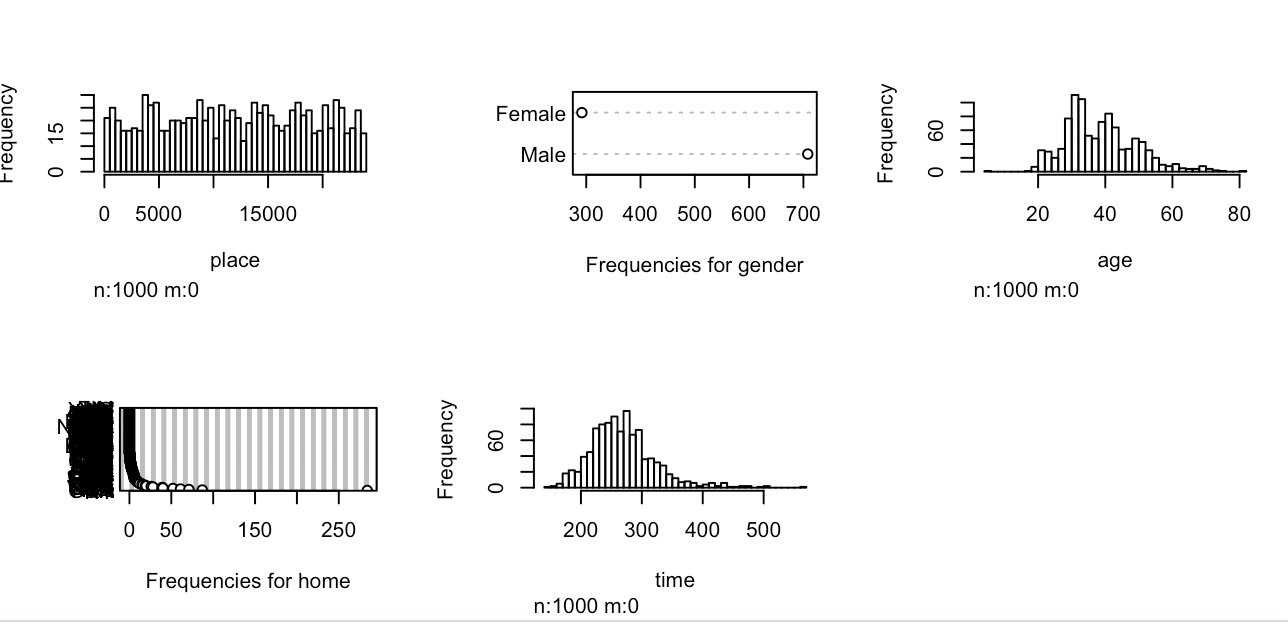 Frequency
0 15
0 5000 15000
place
n:1000 m:0
Female
Male
300 400 500 600 700
Frequencies for gender
Frequency
0 60
20 40 60 80
age
n:1000 m:0
0 50 150 250
Frequencies for home
Frequency
0 60
200 300 400 500
time
n:1000 m:0